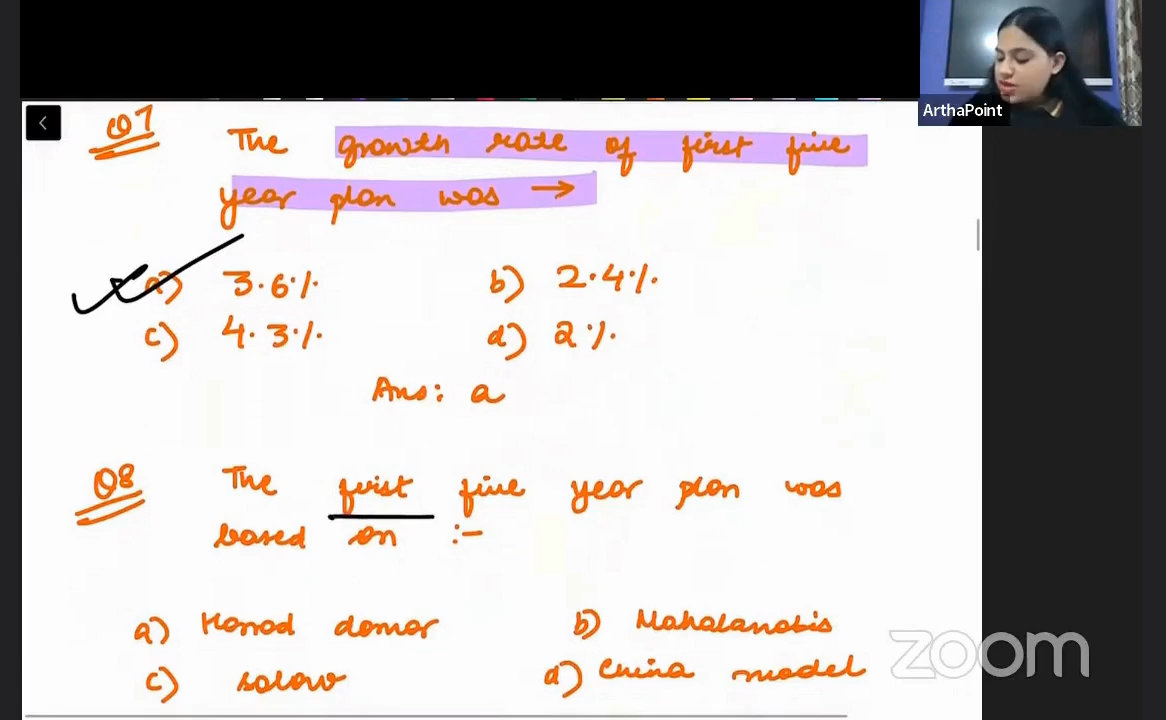 ArthaPoint
Q7 The growth rate of first five
year plan was →
a) 3.6% b) 2.4%
c) 4.3% d) 2%
Ans: a
Q8 The first five year plan was
based on :-
a) Harrod domar b) Mahalanobis
c) solow d) China model
zoom